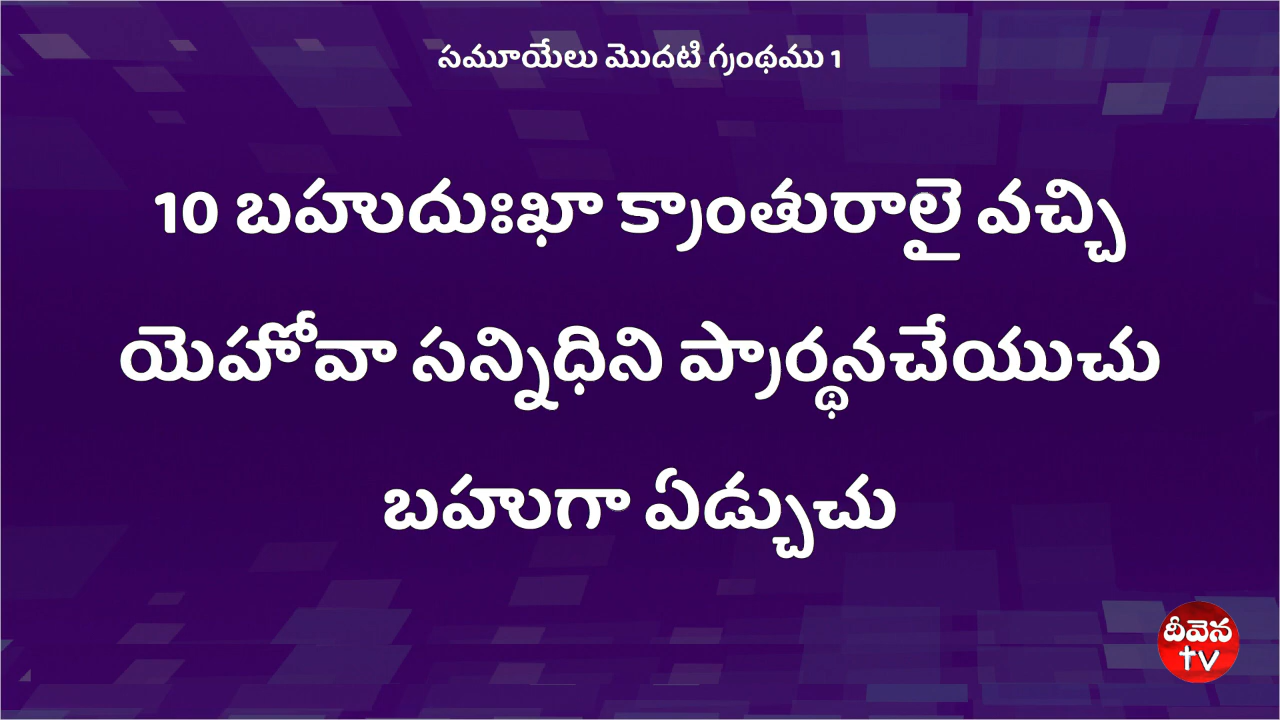 సమూయేలు మొదటి గ్రంథము 1
10 బహుదుఃఖా క్రాంతురాలై వచ్చి
యెహోవా సన్నిధిని ప్రార్థనచేయుచు
బహుగా ఏడ్చుచు
దీవెన
tv